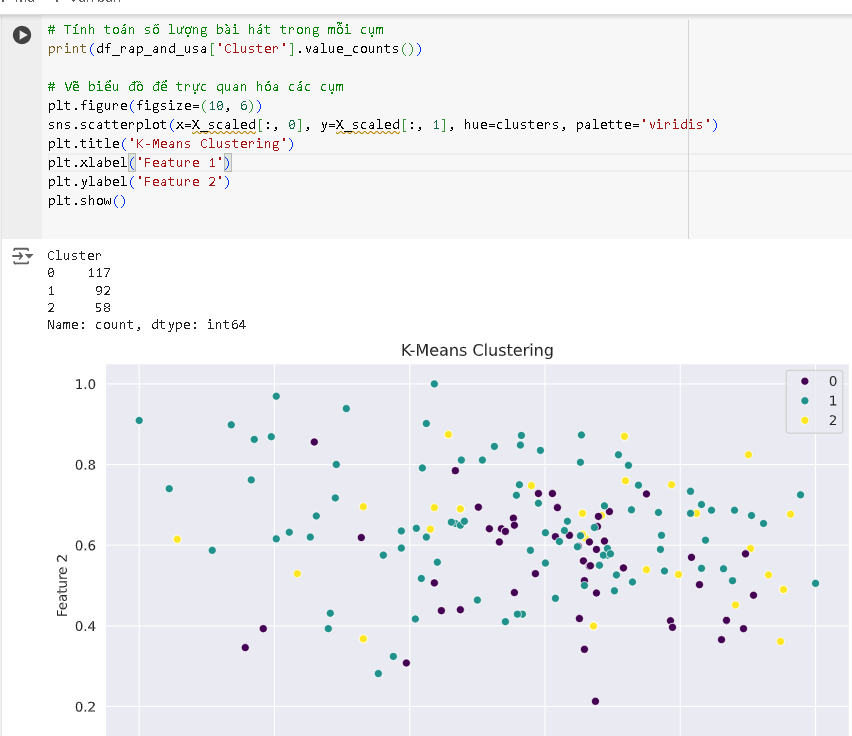 # Tính toán số lượng bài hát trong mỗi cụm
print(df_rap_and_usa['Cluster'].value_counts())
# Vẽ biểu đồ để trực quan hóa các cụm
plt.figure(figsize=(10, 6))
sns.scatterplot(x=X_scaled[:, 0], y=X_scaled[:, 1], hue=clusters, palette='viridis')
plt.title('K-Means Clustering')
plt.xlabel('Feature 1')
plt.ylabel('Feature 2')
plt.show()
Cluster
0 117
1 92
2 58
Name: count, dtype: int64
K-Means Clustering
0
1
2
1.0
0.8
0.6
0.4
0.2
Feature 2